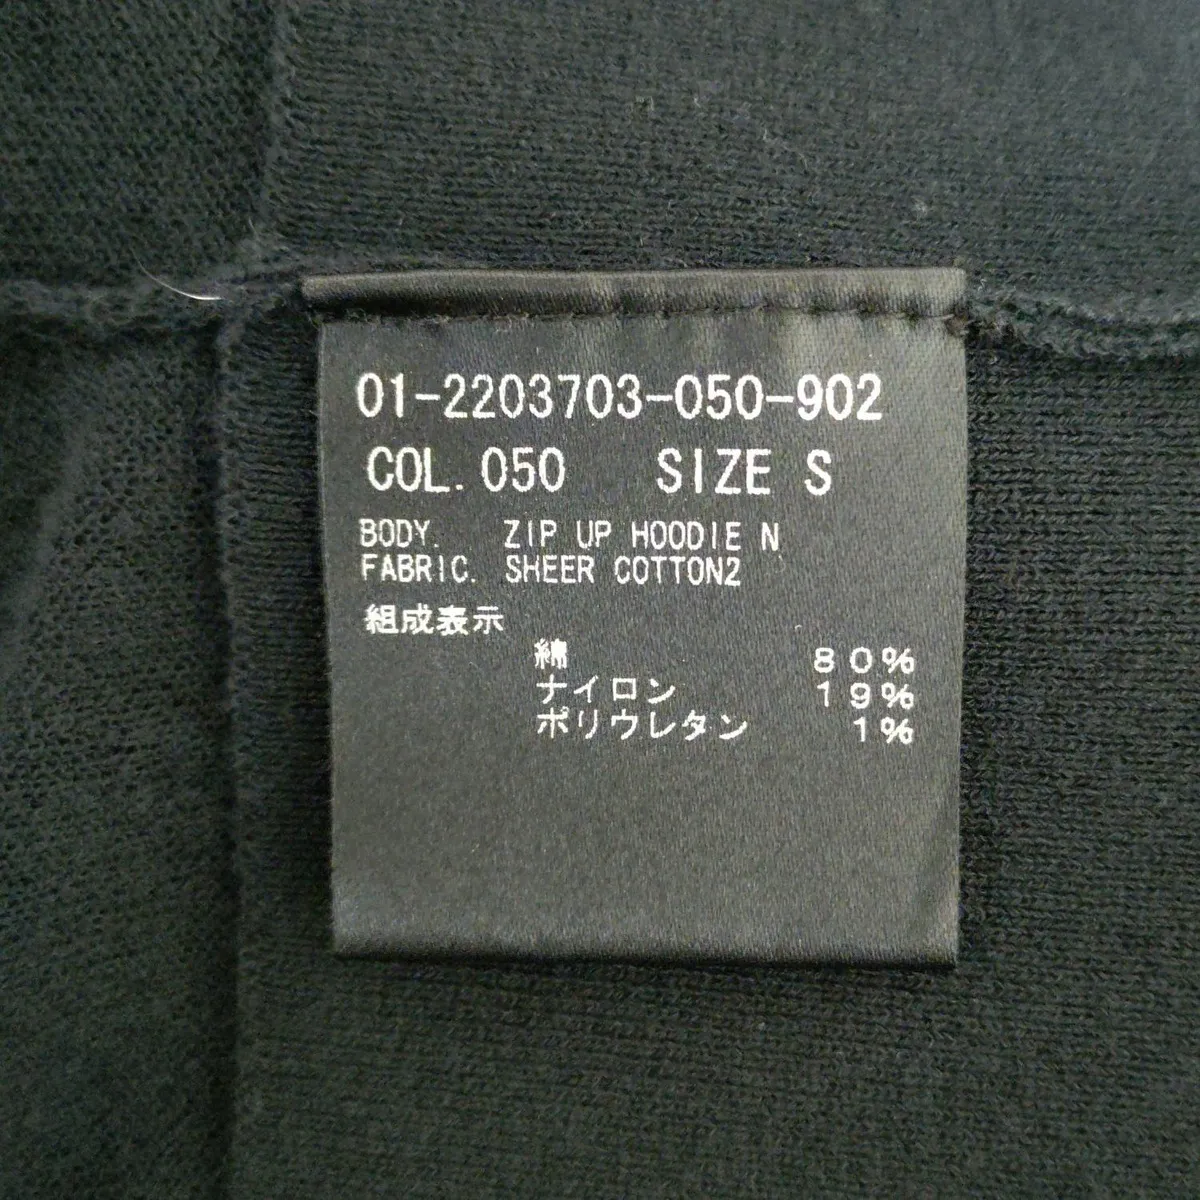 01-2203703-050-902
COL. 050 SIZE S
BODY. ZIP UP HOODIE N
FABRIC. SHEER COTTON2
組成表示
綿 80%
ナイロン 19%
ポリウレタン 1%